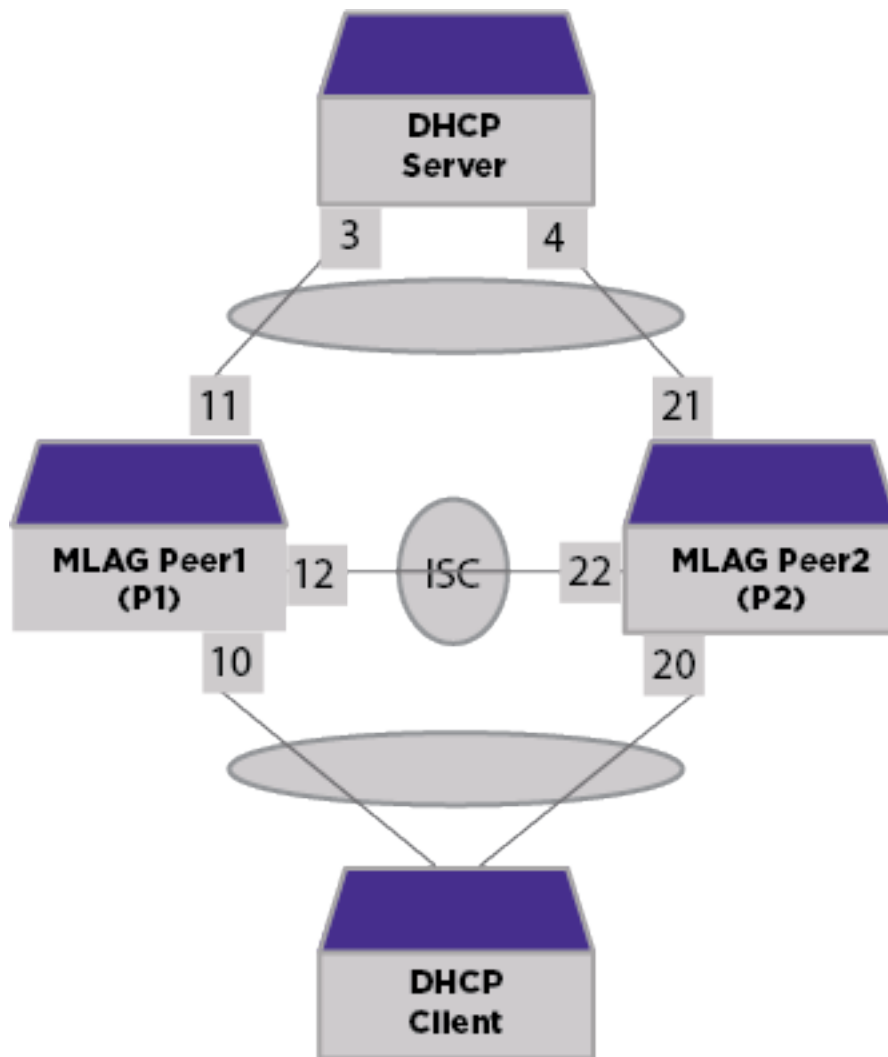 DHCP
Server
3
4
11
21
MLAG Peer1
(P1)
12
ISC
22
MLAG Peer2
(P2)
10
20
DHCP
Client